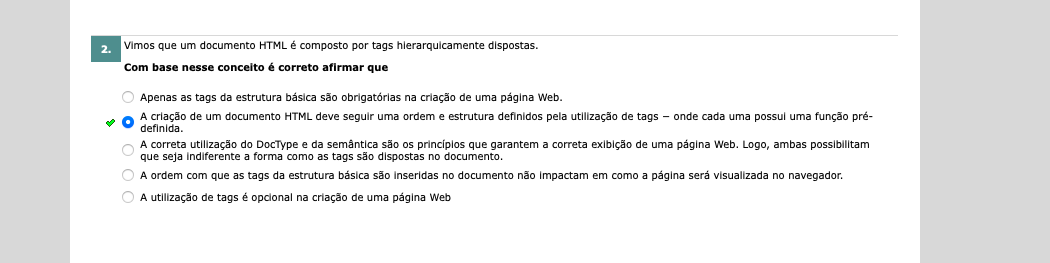 2.
Vimos que um documento HTML é composto por tags hierarquicamente dispostas.
Com base nesse conceito é correto afirmar que
Apenas as tags da estrutura básica são obrigatórias na criação de uma página Web.
A criação de um documento HTML deve seguir uma ordem e estrutura definidos pela utilização de tags – onde cada uma possui uma função pré-
definida.
A correta utilização do DocType e da semântica são os princípios que garantem a correta exibição de uma página Web. Logo, ambas possibilitam
que seja indiferente a forma como as tags são dispostas no documento.
A ordem com que as tags da estrutura básica são inseridas no documento não impactam em como a página será visualizada no navegador.
A utilização de tags é opcional na criação de uma página Web